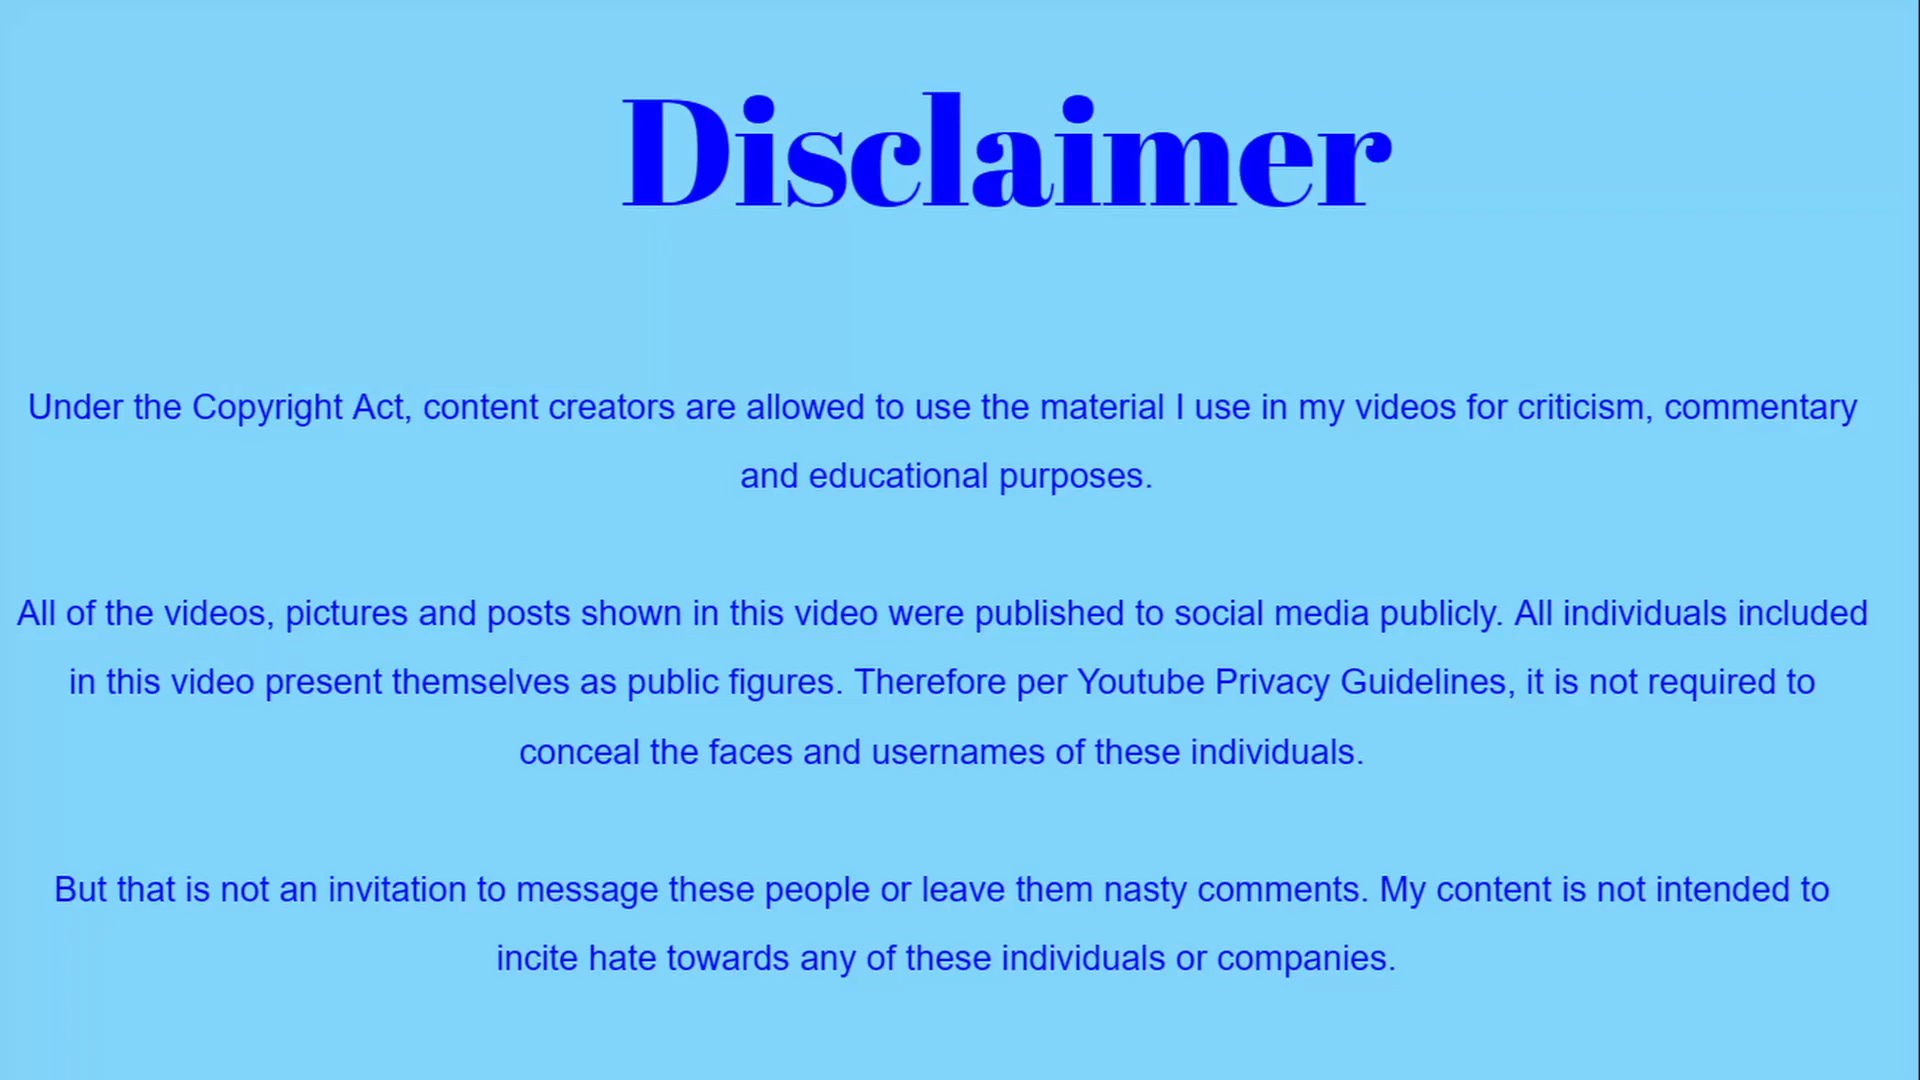 Disclaimer
Under the Copyright Act, content creators are allowed to use the material I use in my videos for criticism, commentary
and educational purposes.
All of the videos, pictures and posts shown in this video were published to social media publicly. All individuals included
in this video present themselves as public figures. Therefore per Youtube Privacy Guidelines, it is not required to
conceal the faces and usernames of these individuals.
But that is not an invitation to message these people or leave them nasty comments. My content is not intended to
incite hate towards any of these individuals or companies.